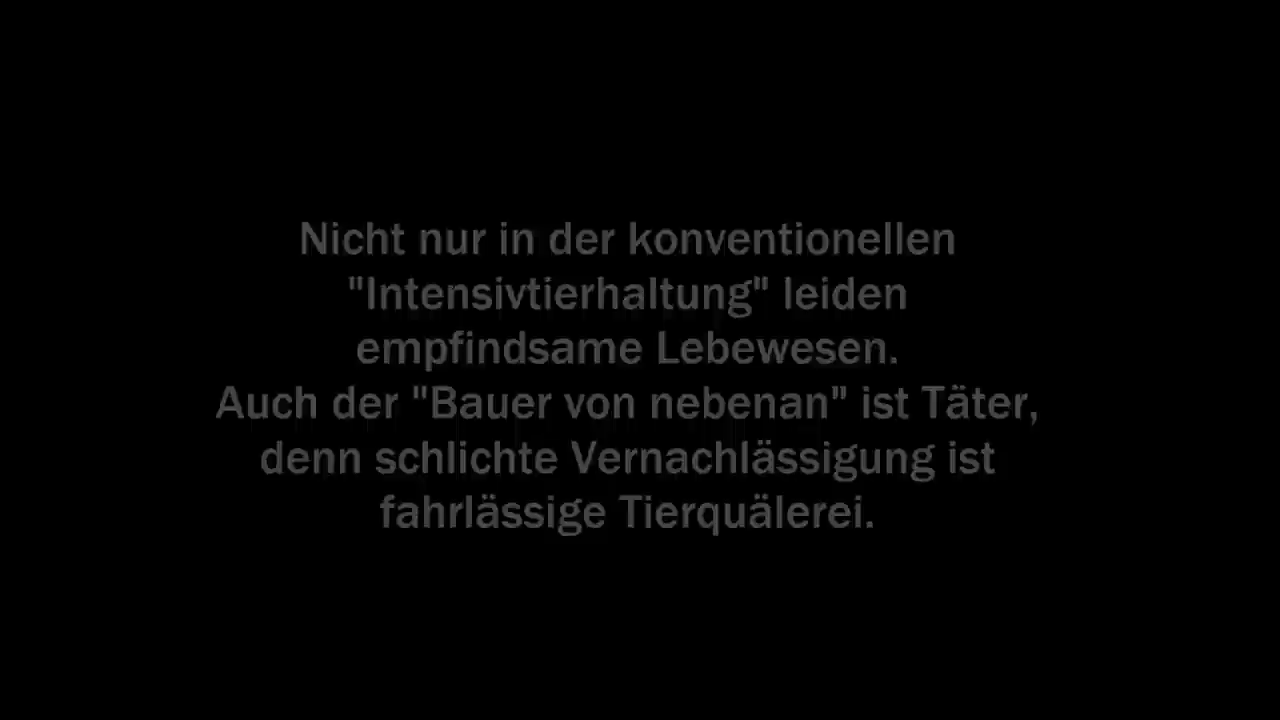 Nicht nur in der konventionellen
"Intensivtierhaltung" leiden
empfindsame Lebewesen.
Auch der "Bauer von nebenan" ist Täter,
denn schlichte Vernachlässigung ist
fahrlässige Tierquälerei.